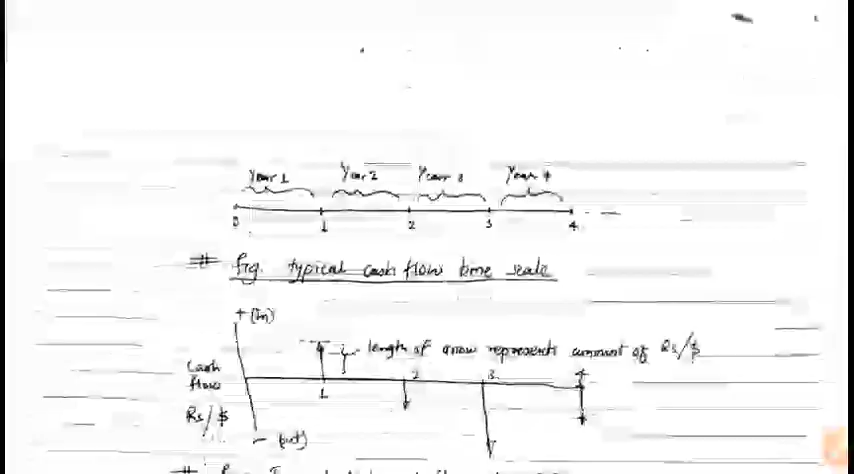 Year 1 Year 2 Year 3 Year 4
0 1 2 3 4
# fig. typical cash flow time scale
+ (In)
length of arrow represents ammount of Rs/$
Cash
flow
1 2 3 4
Rs/$
- (out)